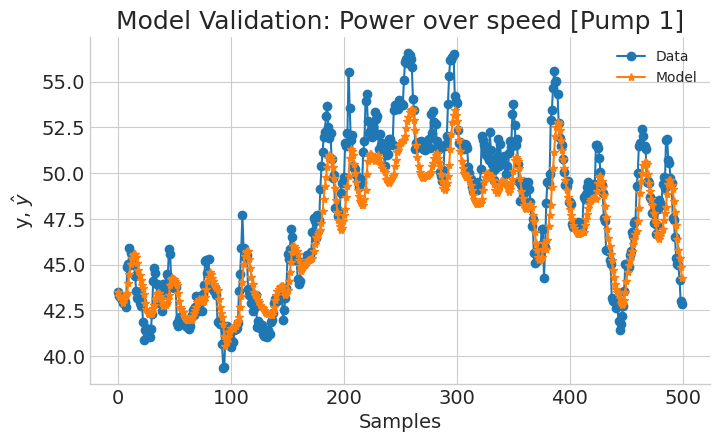 Model Validation: Power over speed [Pump 1]
Data
Model
55.0
52.5
50.0
47.5
45.0
42.5
40.0
y, ŷ
0 100 200 300 400 500
Samples